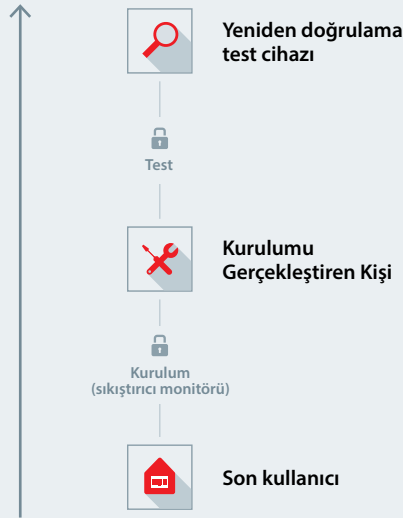 Yeniden doğrulama
test cihazı
Test
Kurulumu
Gerçekleştiren Kişi
Kurulum
(sıkıştırıcı monitörü)
Son kullanıcı